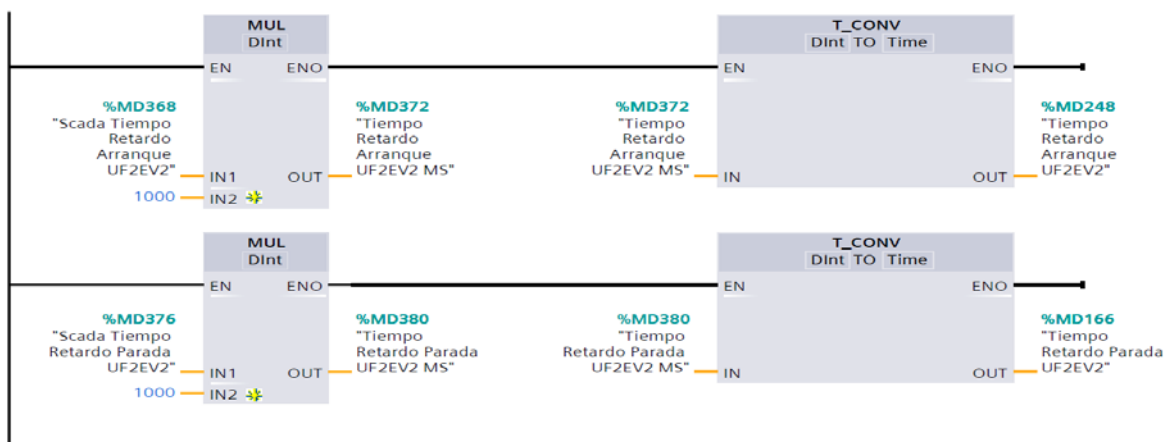 MUL
DInt
EN ENO
%MD368
"Scada Tiempo
Retardo
Arranque
UF2EV2"
IN1
1000
IN2
%MD372
"Tiempo
Retardo
Arranque
UF2EV2 MS"
OUT
T_CONV
DInt TO Time
EN ENO
%MD372
"Tiempo
Retardo
Arranque
UF2EV2 MS"
IN
%MD248
"Tiempo
Retardo
Arranque
UF2EV2"
OUT
MUL
DInt
EN ENO
%MD376
"Scada Tiempo
Retardo Parada
UF2EV2"
IN1
1000
IN2
%MD380
"Tiempo
Retardo Parada
UF2EV2 MS"
OUT
T_CONV
DInt TO Time
EN ENO
%MD380
"Tiempo
Retardo Parada
UF2EV2 MS"
IN
%MD166
"Tiempo
Retardo Parada
UF2EV2"
OUT